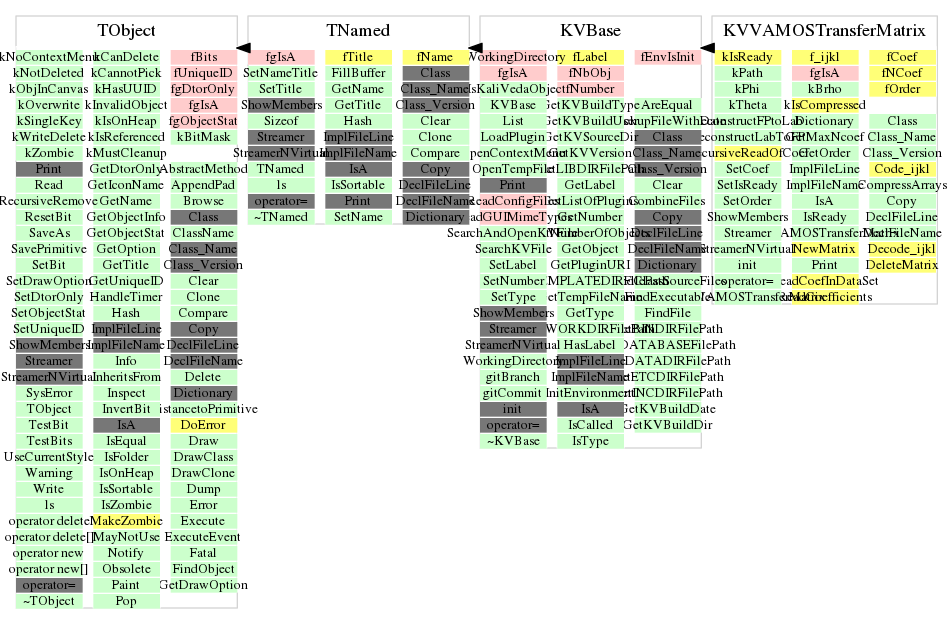 TObject
kNoContextMenu
kNotDeleted
kObjInCanvas
kOverwrite
kSingleKey
kWriteDelete
kZombie
Print
Read
RecursiveRemove
ResetBit
SaveAs
SavePrimitive
SetBit
SetDrawOption
SetDtorOnly
SetObjectStat
SetUniqueID
ShowMembers
Streamer
StreamerNVirtual
SysError
TObject
TestBit
TestBits
UseCurrentStyle
Warning
Write
ls
operator delete
operator delete[]
operator new
operator new[]
operator=
~TObject
kCanDelete
kCannotPick
kHasUUID
kInvalidObject
kIsOnHeap
kIsReferenced
kMustCleanup
GetDtorOnly
GetIconName
GetName
GetObjectInfo
GetObjectStat
GetOption
GetTitle
GetUniqueID
HandleTimer
Hash
ImplFileLine
ImplFileName
Info
InheritsFrom
Inspect
InvertBit
IsA
IsEqual
IsFolder
IsOnHeap
IsSortable
IsZombie
MakeZombie
MayNotUse
Notify
Obsolete
Paint
Pop
fBits
fUniqueID
fgDtorOnly
fgIsA
fgObjectStat
kBitMask
AbstractMethod
AppendPad
Browse
Class
ClassName
Class_Name
Class_Version
Clear
Clone
Compare
Copy
DeclFileLine
DeclFileName
Delete
Dictionary
DistancetoPrimitive
DoError
Draw
DrawClass
DrawClone
Dump
Error
Execute
ExecuteEvent
Fatal
FindObject
GetDrawOption
TNamed
fgIsA
SetNameTitle
SetTitle
ShowMembers
Sizeof
Streamer
StreamerNVirtual
TNamed
ls
operator=
~TNamed
fTitle
FillBuffer
GetName
GetTitle
Hash
ImplFileLine
ImplFileName
IsA
IsSortable
Print
SetName
fName
Class
Class_Name
Class_Version
Clear
Clone
Compare
Copy
DeclFileLine
DeclFileName
Dictionary
KVBase
WorkingDirectory
fgIsA
IsKaliVedaObject
KVBase
List
LoadPlugin
OpenContextMenu
OpenTempFile
Print
ReadConfigFiles
ReadGUIMimeTypes
SearchAndOpenKVFile
SearchKVFile
SetLabel
SetNumber
SetType
ShowMembers
Streamer
StreamerNVirtual
WorkingDirectory
gitBranch
gitCommit
init
operator=
~KVBase
fLabel
fNbObj
fNumber
GetKVBuildType
GetKVBuildUser
GetKVSourceDir
GetKVVersion
GetLIBDIRFilePath
GetLabel
GetListOfPlugins
GetNumber
GetNumberOfObjects
GetObject
GetPluginURI
GetTEMPLATEDIRFilePath
GetTempFileName
GetType
GetWORKDIRFilePath
HasLabel
ImplFileLine
ImplFileName
InitEnvironment
IsA
IsCalled
IsType
fEnvIsInit
AreEqual
BackupFileWithDate
Class
Class_Name
Class_Version
Clear
CombineFiles
Copy
DeclFileLine
DeclFileName
Dictionary
FindClassSourceFiles
FindExecutable
FindFile
GetBINDIRFilePath
GetDATABASEFilePath
GetDATADIRFilePath
GetETCDIRFilePath
GetINCDIRFilePath
GetKVBuildDate
GetKVBuildDir
KVVAMOSTransferMatrix
kIsReady
kPath
kPhi
kTheta
ReconstructFPtoLab
ReconstructLabToFP
RecursiveReadOfCoef
SetCoef
SetIsReady
SetOrder
ShowMembers
Streamer
StreamerNVirtual
init
operator=
~KVVAMOSTransferMatrix
f_ijkl
fgIsA
kBrho
kIsCompressed
Dictionary
GetMaxNcoef
GetOrder
ImplFileLine
ImplFileName
IsA
IsReady
KVVAMOSTransferMatrix
NewMatrix
Print
ReadCoefInDataSet
ReadCoefficients
fCoef
fNCoef
fOrder
Class
Class_Name
Class_Version
Code_ijkl
CompressArrays
Copy
DeclFileLine
DeclFileName
Decode_ijkl
DeleteMatrix